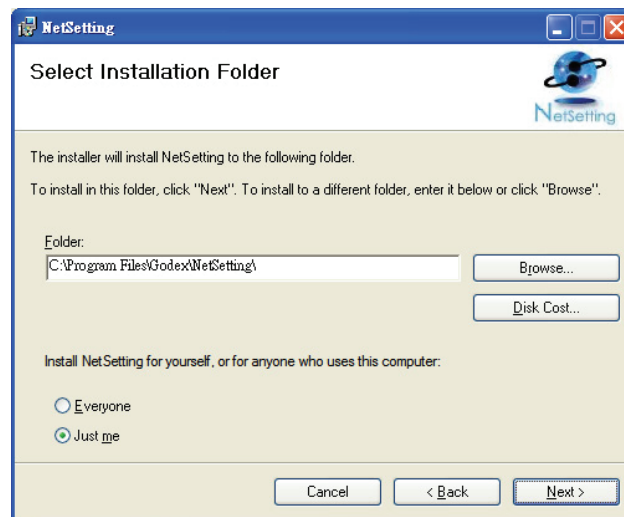 NetSetting
Select Installation Folder
NetSetting
The installer will install NetSetting to the following folder.
To install in this folder, click "Next". To install to a different folder, enter it below or click "Browse".
Folder:
C:\Program Files\Godex\NetSetting\
Browse...
Disk Cost...
Install NetSetting for yourself, or for anyone who uses this computer:
Everyone
Just me
Cancel
< Back
Next >